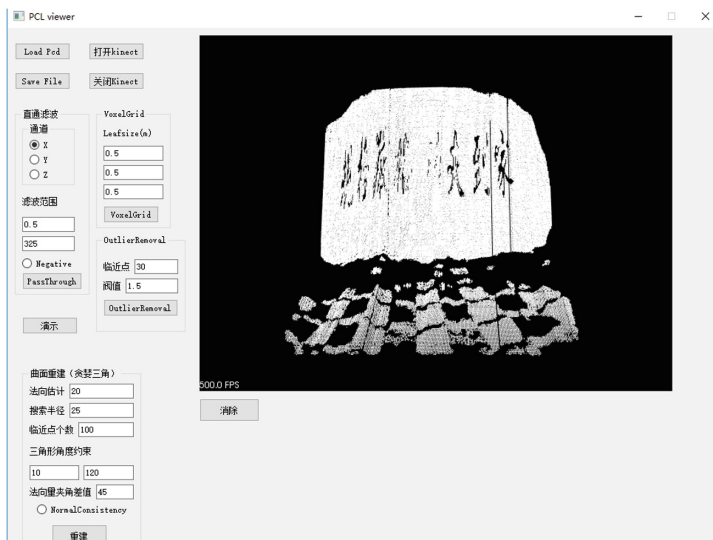 PCL viewer
Load Pcd
打开kinect
Save File
关闭Kinect
直通滤波
通道
X
Y
Z
滤波范围
0.5
325
Negative
PassThrough
VoxelGrid
Leafsize(m)
0.5
0.5
0.5
VoxelGrid
OutlierRemoval
临近点 30
阀值 1.5
OutlierRemoval
演示
500.0 FPS
消除
曲面重建（贪婪三角）
法向估计 20
搜索半径 25
临近点个数 100
三角形角度约束
10 120
法向量夹角差值 45
NormalConsistency
重建